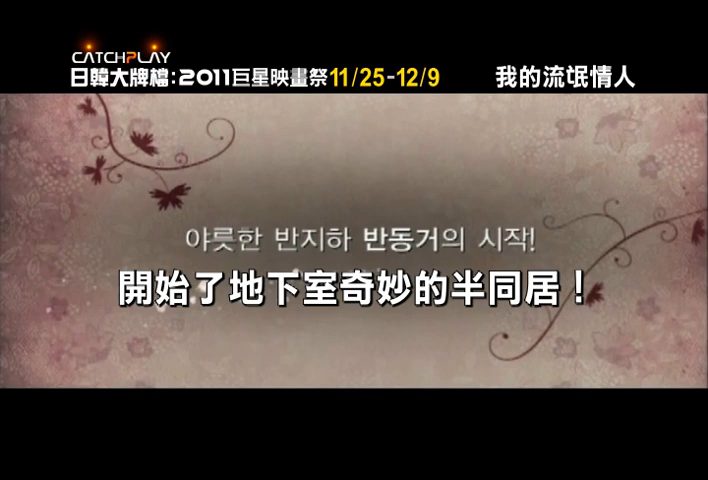 CATCHPLAY
日韓大牌檔:2011巨星映畫祭11/25-12/9 我的流氓情人
야릇한 반지하 반동거의 시작!
開始了地下室奇妙的半同居!